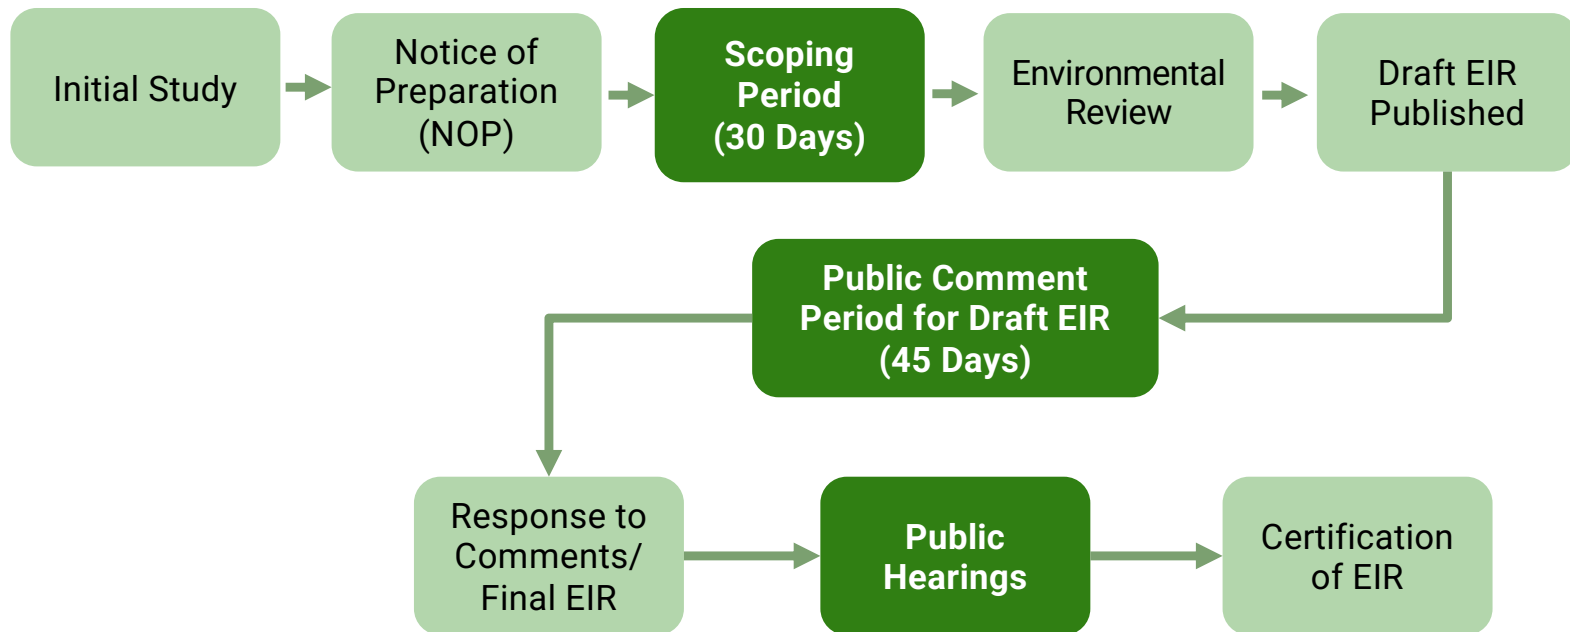 Initial Study
Notice of
Preparation
(NOP)
Scoping
Period
(30 Days)
Environmental
Review
Draft EIR
Published
Public Comment
Period for Draft EIR
(45 Days)
Response to
Comments/
Final EIR
Public
Hearings
Certification
of EIR